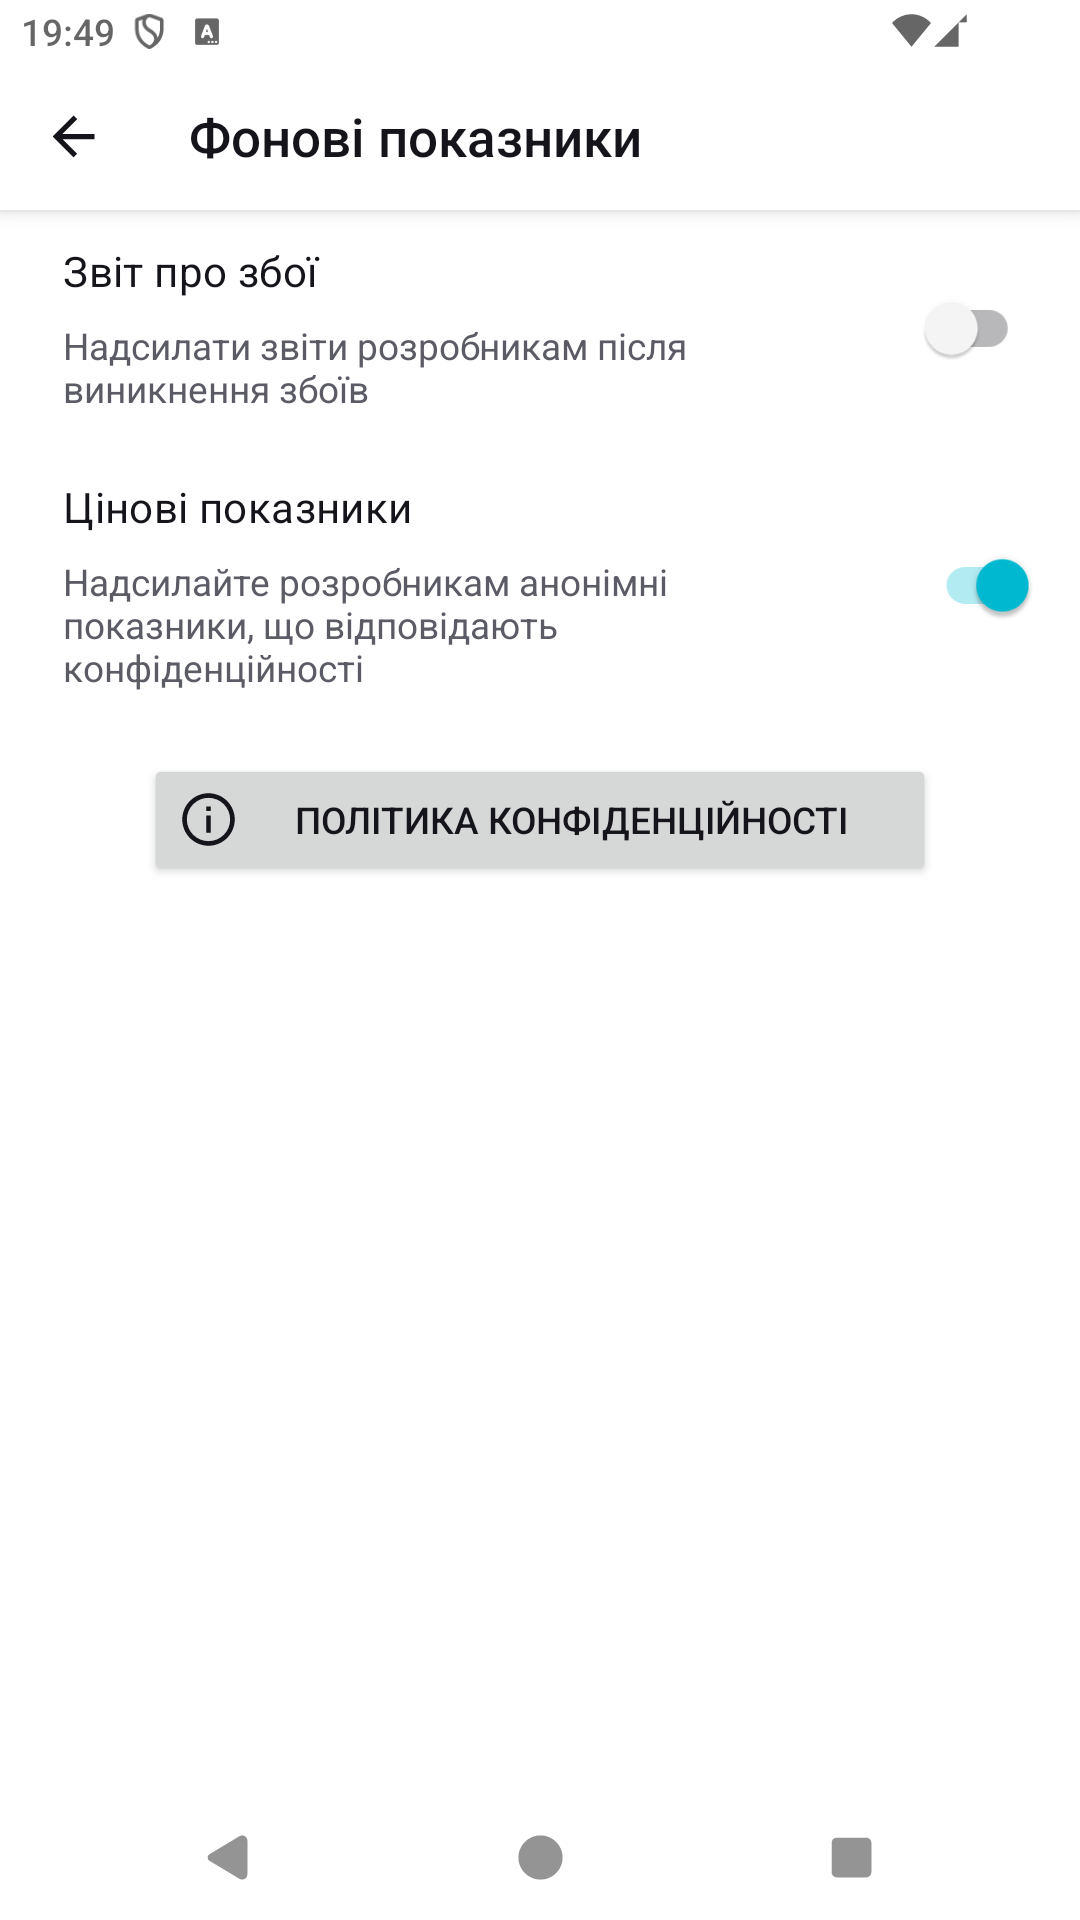 19:49
Фонові показники
Звіт про збої
Надсилати звіти розробникам після
виникнення збоїв
Цінові показники
Надсилайте розробникам анонімні
показники, що відповідають
конфіденційності
ПОЛІТИКА КОНФІДЕНЦІЙНОСТІ